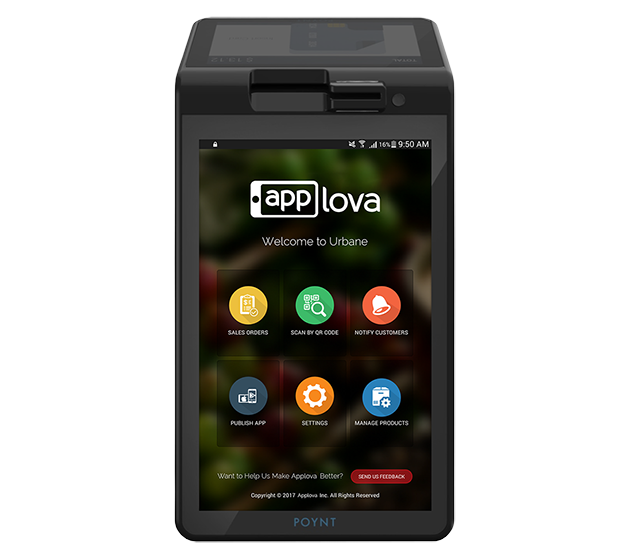 16% 9:50 AM
app lova
Welcome to Urbane
SALES ORDERS
SCAN BY QR CODE
NOTIFY CUSTOMERS
PUBLISH APP
SETTINGS
MANAGE PRODUCTS
Want to Help Us Make Applova Better?
SEND US FEEDBACK
Copyright © 2017 Applova Inc. All Rights Reserved
POYNT